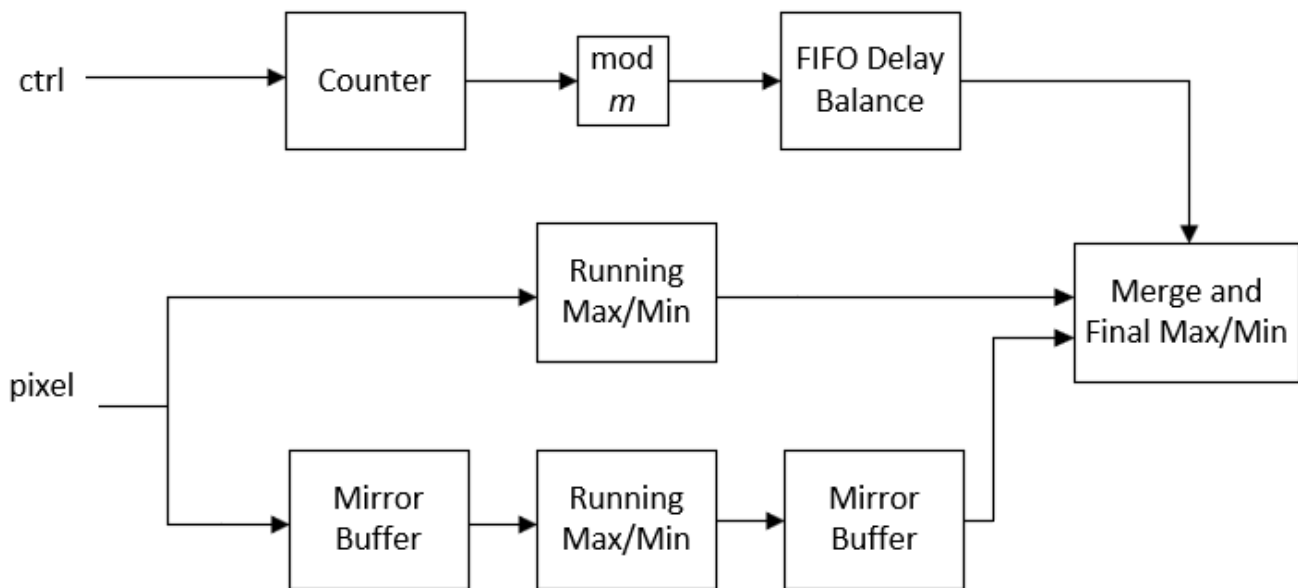 ctrl
Counter
mod
m
FIFO Delay
Balance
Running
Max/Min
Merge and
Final Max/Min
pixel
Mirror
Buffer
Running
Max/Min
Mirror
Buffer